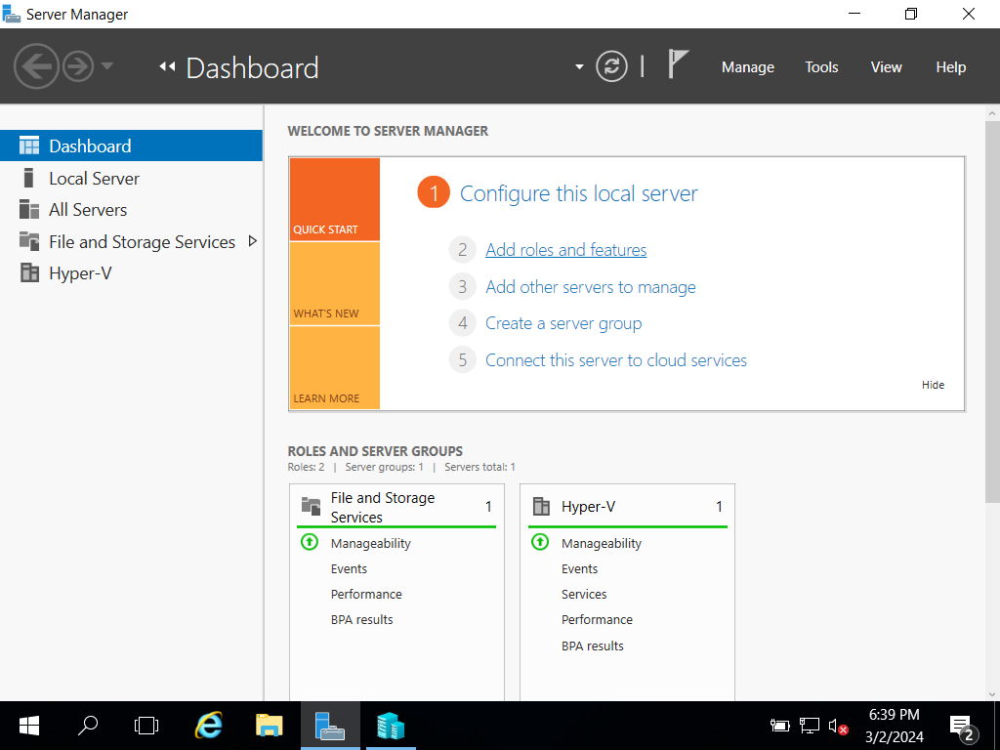 Server Manager
Dashboard
Manage
Tools
View
Help
Dashboard
Local Server
All Servers
File and Storage Services
Hyper-V
WELCOME TO SERVER MANAGER
QUICK START
WHAT'S NEW
LEARN MORE
1 Configure this local server
2 Add roles and features
3 Add other servers to manage
4 Create a server group
5 Connect this server to cloud services
Hide
ROLES AND SERVER GROUPS
Roles: 2 | Server groups: 1 | Servers total: 1
File and Storage
Services
1
Manageability
Events
Performance
BPA results
Hyper-V 1
Manageability
Events
Services
Performance
BPA results
6:39 PM
3/2/2024
2